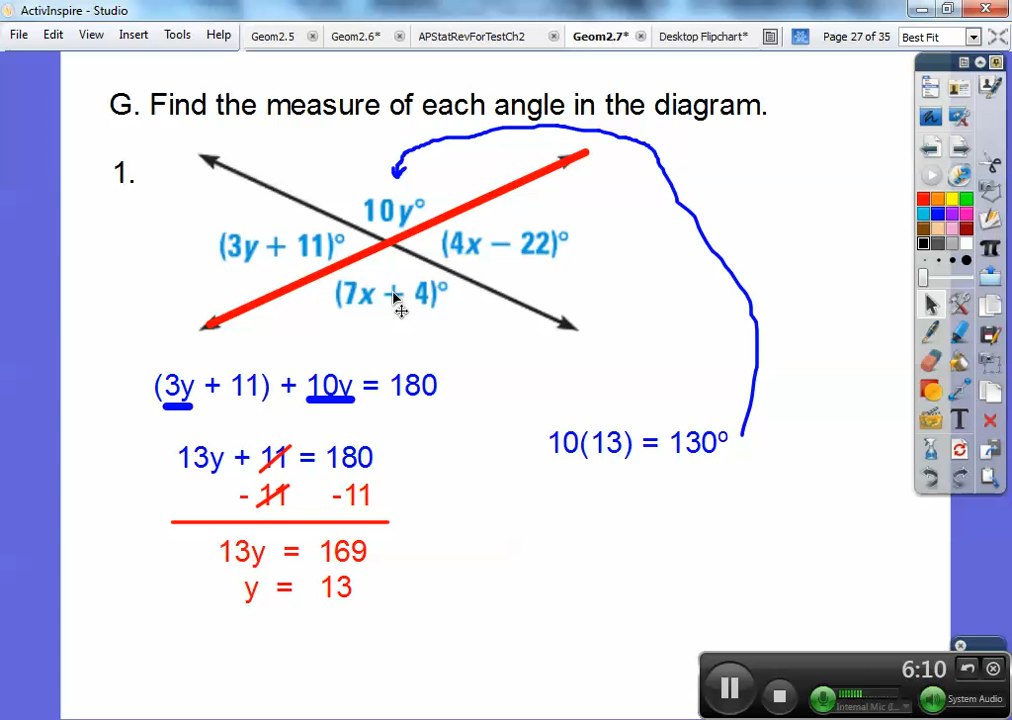 ActivInspire - Studio
File Edit View Insert Tools Help Geom2.5 Geom2.6* APStatRevForTestCh2 Geom2.7* Desktop Flipchart* Page 27 of 35 Best Fit
G. Find the measure of each angle in the diagram.
1.
10y°
(3y + 11)° (4x − 22)°
(7x + 4)°
(3y + 11) + 10y = 180
13y + 11 = 180
10(13) = 130º
- 11 -11
13y = 169
y = 13
6:10
Internal Mic (I... System Audio